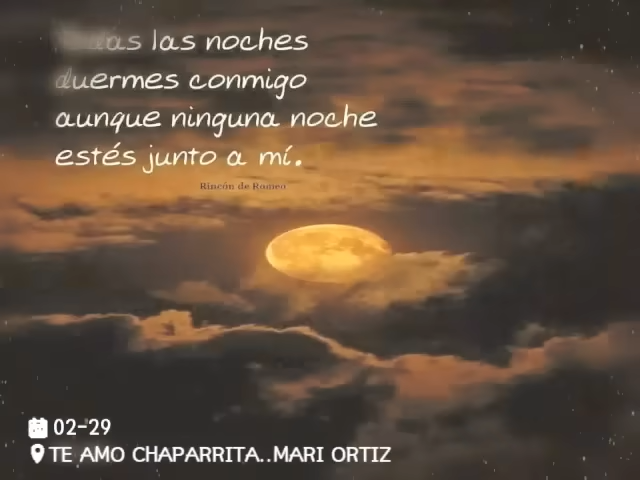 las noches
duermes conmigo
aunque ninguna noche
estés junto a mí.
Rincón de Romeo
02-29
TE AMO CHAPARRITA..MARI ORTIZ